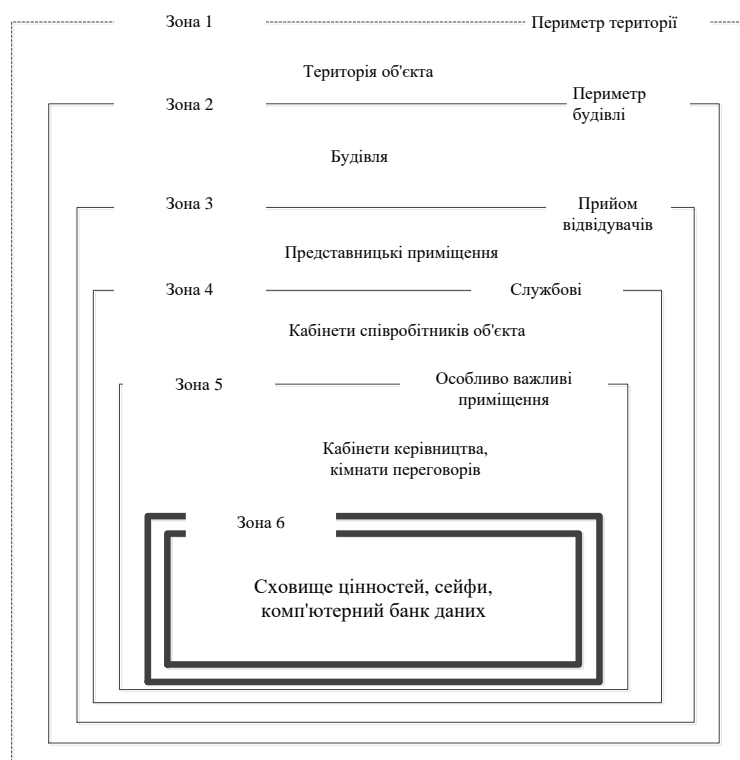 Зона 1
Периметр території
Територія об'єкта
Зона 2
Периметр
будівлі
Будівля
Зона 3
Прийом
відвідувачів
Представницькі приміщення
Зона 4
Службові
Кабінети співробітників об'єкта
Зона 5
Особливо важливі
приміщення
Кабінети керівництва,
кімнати переговорів
Зона 6
Сховище цінностей, сейфи,
комп'ютерний банк даних